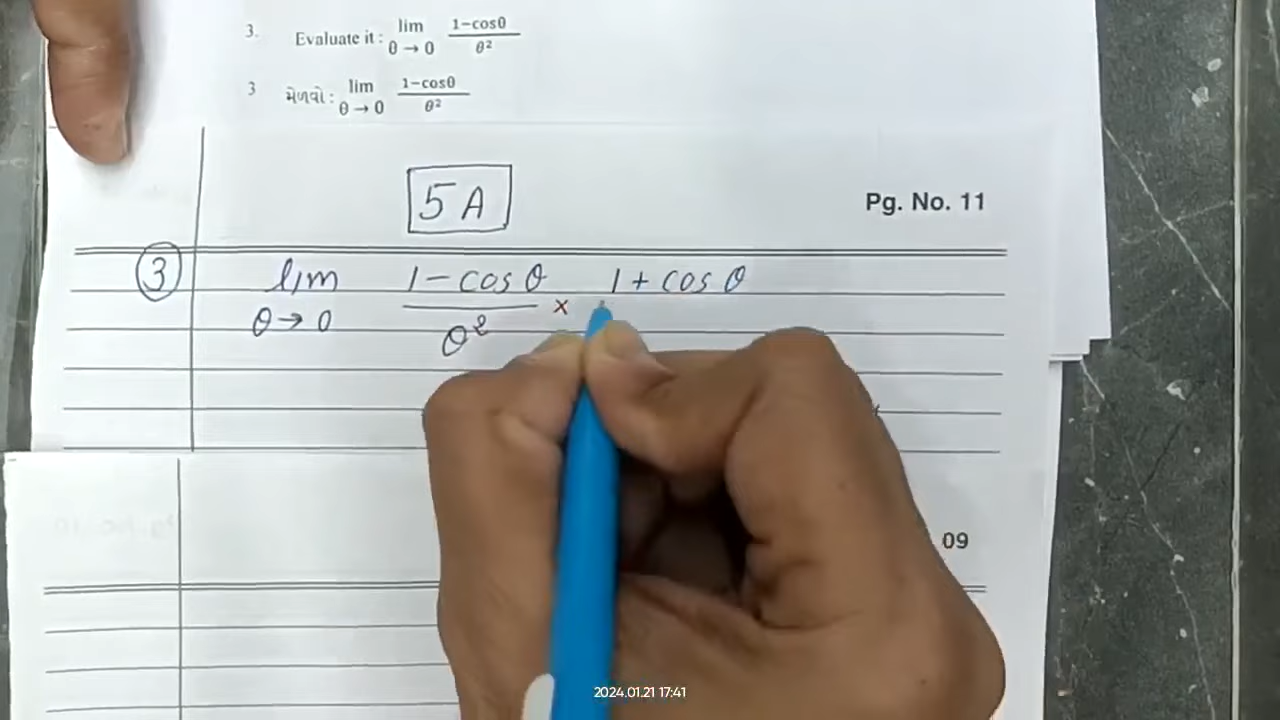 3. Evaluate it : lim θ → 0 1−cosθ / θ²
3 મેળવો : lim θ → 0 1−cosθ / θ²
5 A
Pg. No. 11
3 lim θ → 0 1 − cos θ / θ² × 1 + cos θ
09
2024.01.21 17:41